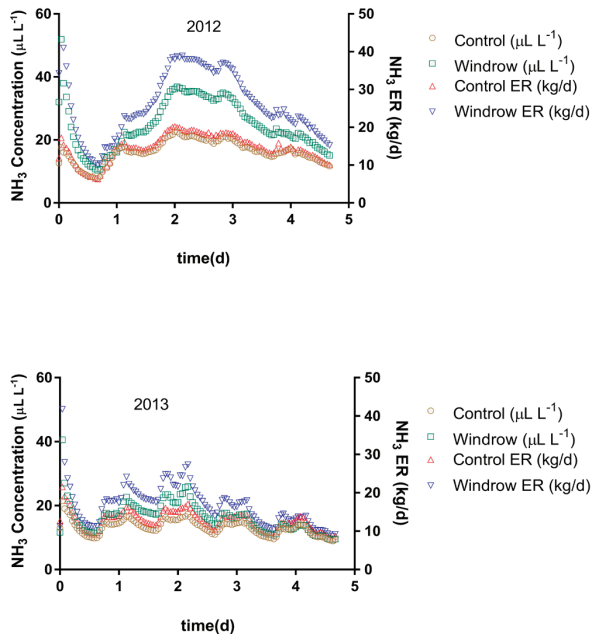 2012
60
40
20
0
NH3 Concentration (μL L-1)
50
40
30
20
10
0
NH3 ER (kg/d)
0 1 2 3 4 5
time(d)
Control (μL L-1)
Windrow (μL L-1)
Control ER (kg/d)
Windrow ER (kg/d)
2013
60
40
20
0
NH3 Concentration (μL L-1)
50
40
30
20
10
0
NH3 ER (kg/d)
0 1 2 3 4 5
time(d)
Control (μL L-1)
Windrow (μL L-1)
Control ER (kg/d)
Windrow ER (kg/d)